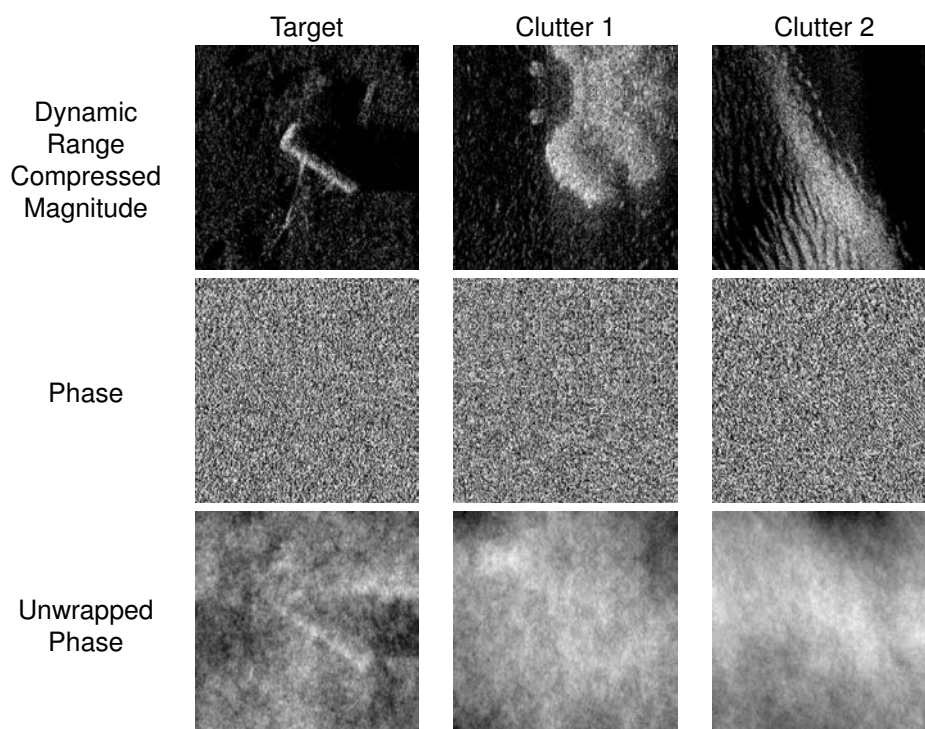 Target
Clutter 1
Clutter 2
Dynamic
Range
Compressed
Magnitude
Phase
Unwrapped
Phase